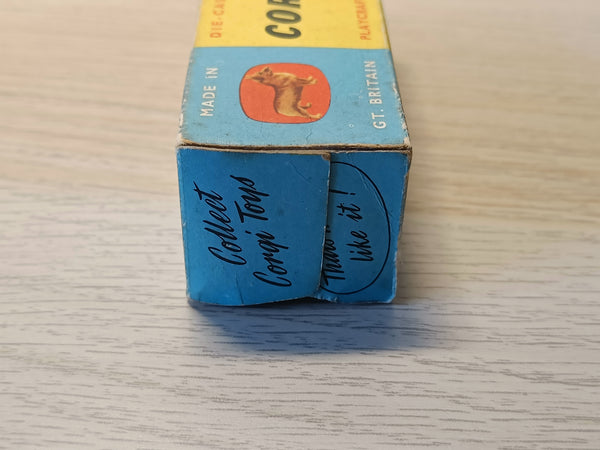 DIE-CA
COR
PLAYCRAF
MADE IN
GT. BRITAIN
Collect
Corgi Toys
like it!